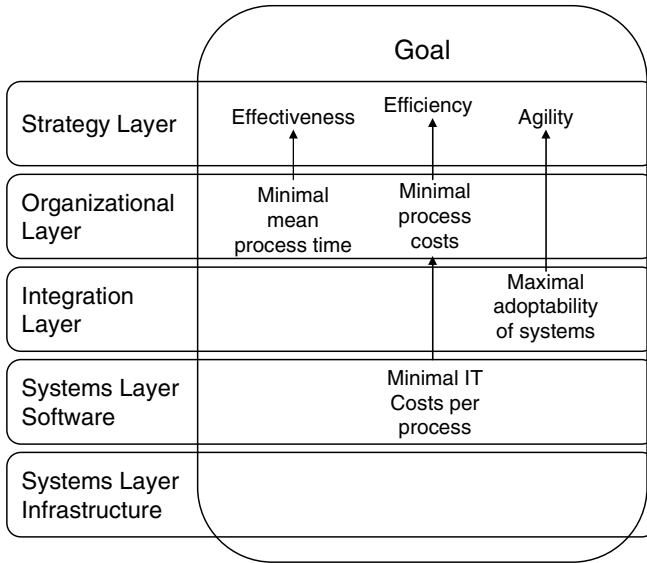 Goal
Strategy Layer
Effectiveness
Efficiency
Agility
Organizational
Layer
Minimal
mean
process time
Minimal
process
costs
Integration
Layer
Maximal
adoptability
of systems
Systems Layer
Software
Minimal IT
Costs per
process
Systems Layer
Infrastructure